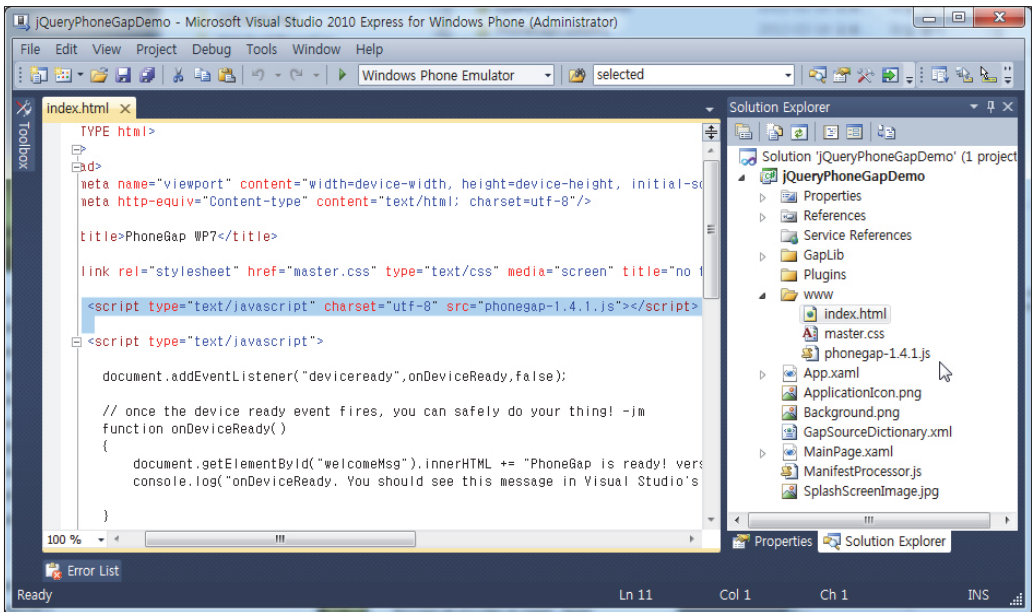 jQueryPhoneGapDemo - Microsoft Visual Studio 2010 Express for Windows Phone (Administrator)
File Edit View Project Debug Tools Window Help
Windows Phone Emulator selected
Toolbox
index.html
TYPE html>
>
ad>
meta name="viewport" content="width=device-width, height=device-height, initial-sc
meta http-equiv="Content-type" content="text/html; charset=utf-8"/>
title>PhoneGap WP7</title>
link rel="stylesheet" href="master.css" type="text/css" media="screen" title="no t
<script type="text/javascript" charset="utf-8" src="phonegap-1.4.1.js"></script>
<script type="text/javascript">
document.addEventListener("deviceready",onDeviceReady,false);
// once the device ready event fires, you can safely do your thing! -jm
function onDeviceReady()
{
document.getElementById("welcomeMsg").innerHTML += "PhoneGap is ready! vers
console.log("onDeviceReady. You should see this message in Visual Studio's
}
100 %
Solution Explorer
Solution 'jQueryPhoneGapDemo' (1 project
jQueryPhoneGapDemo
Properties
References
Service References
GapLib
Plugins
www
index.html
master.css
phonegap-1.4.1.js
App.xaml
ApplicationIcon.png
Background.png
GapSourceDictionary.xml
MainPage.xaml
ManifestProcessor.js
SplashScreenImage.jpg
Properties Solution Explorer
Error List
Ready Ln 11 Col 1 Ch 1 INS